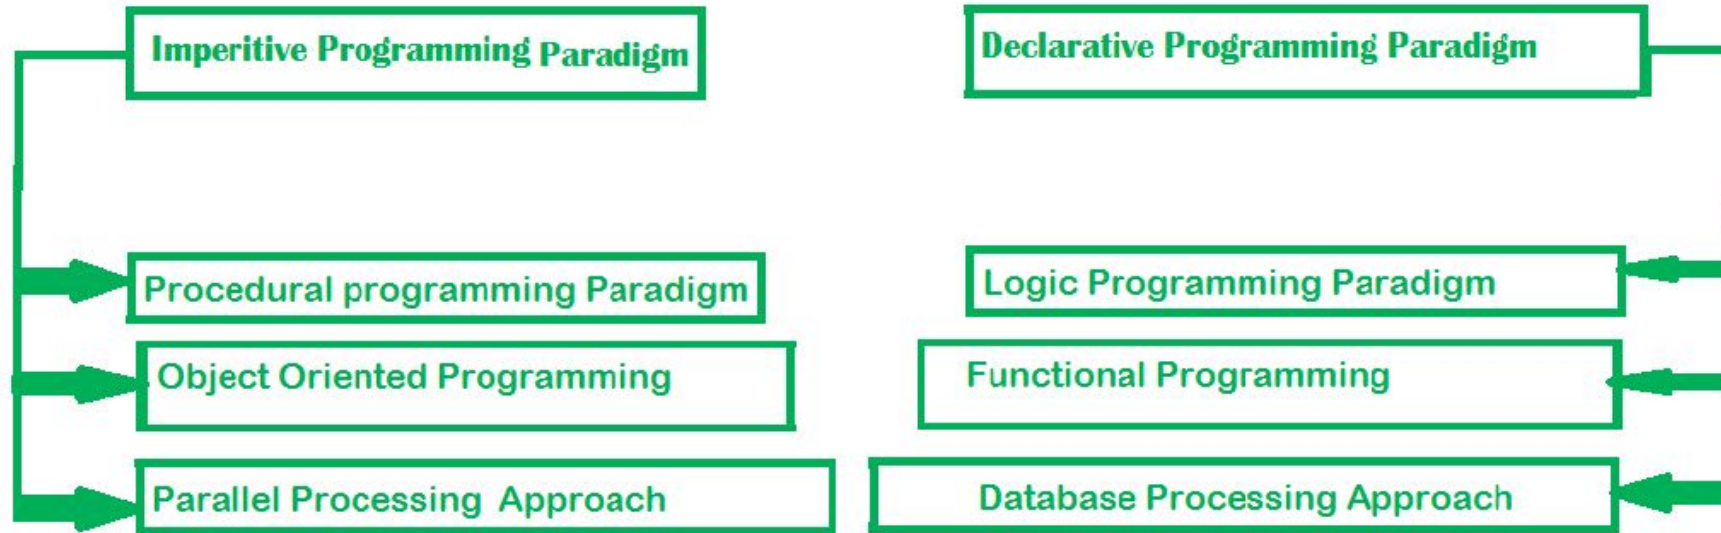 Imperitive Programming Paradigm
Declarative Programming Paradigm
Procedural programming Paradigm
Logic Programming Paradigm
Object Oriented Programming
Functional Programming
Parallel Processing Approach
Database Processing Approach